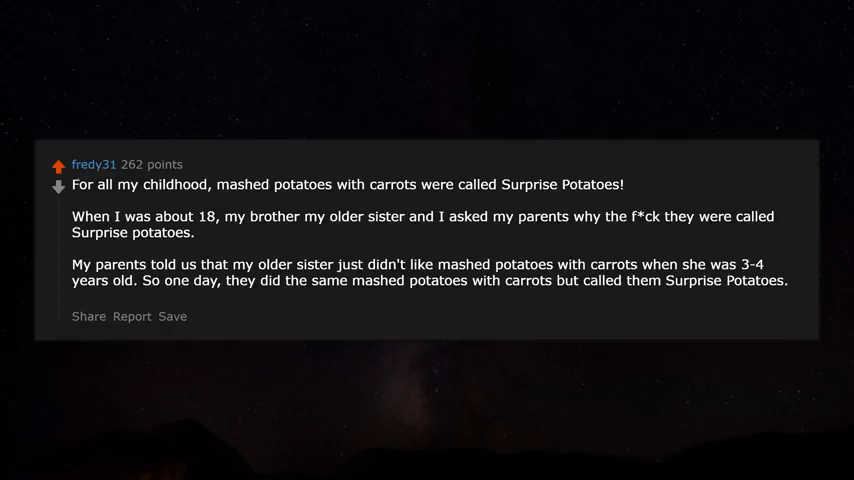 fredy31 262 points
For all my childhood, mashed potatoes with carrots were called Surprise Potatoes!
When I was about 18, my brother my older sister and I asked my parents why the f*ck they were called
Surprise potatoes.
My parents told us that my older sister just didn't like mashed potatoes with carrots when she was 3-4
years old. So one day, they did the same mashed potatoes with carrots but called them Surprise Potatoes.
Share Report Save